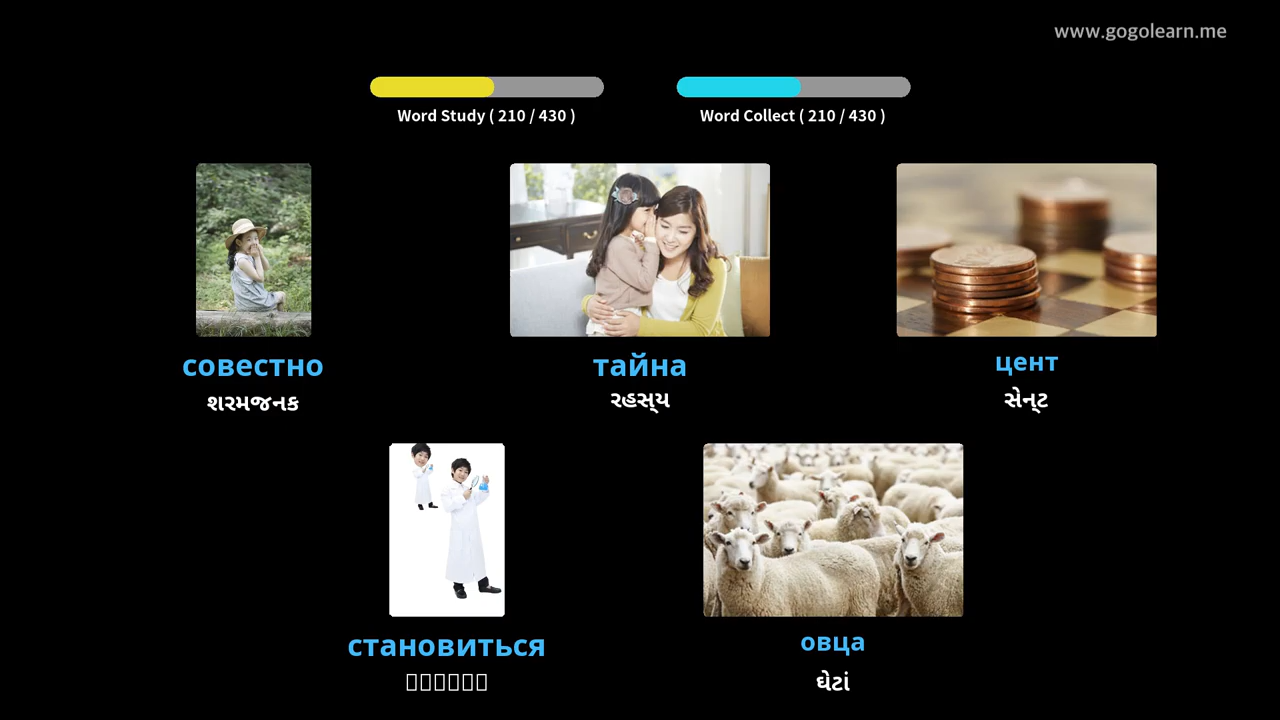 www.gogolearn.me
Word Study ( 210 / 430 )
Word Collect ( 210 / 430 )
совестно
тайна
цент
શરમજનક
રહસ્ય
સેન્ટ
становиться
овца
ઘેટાં